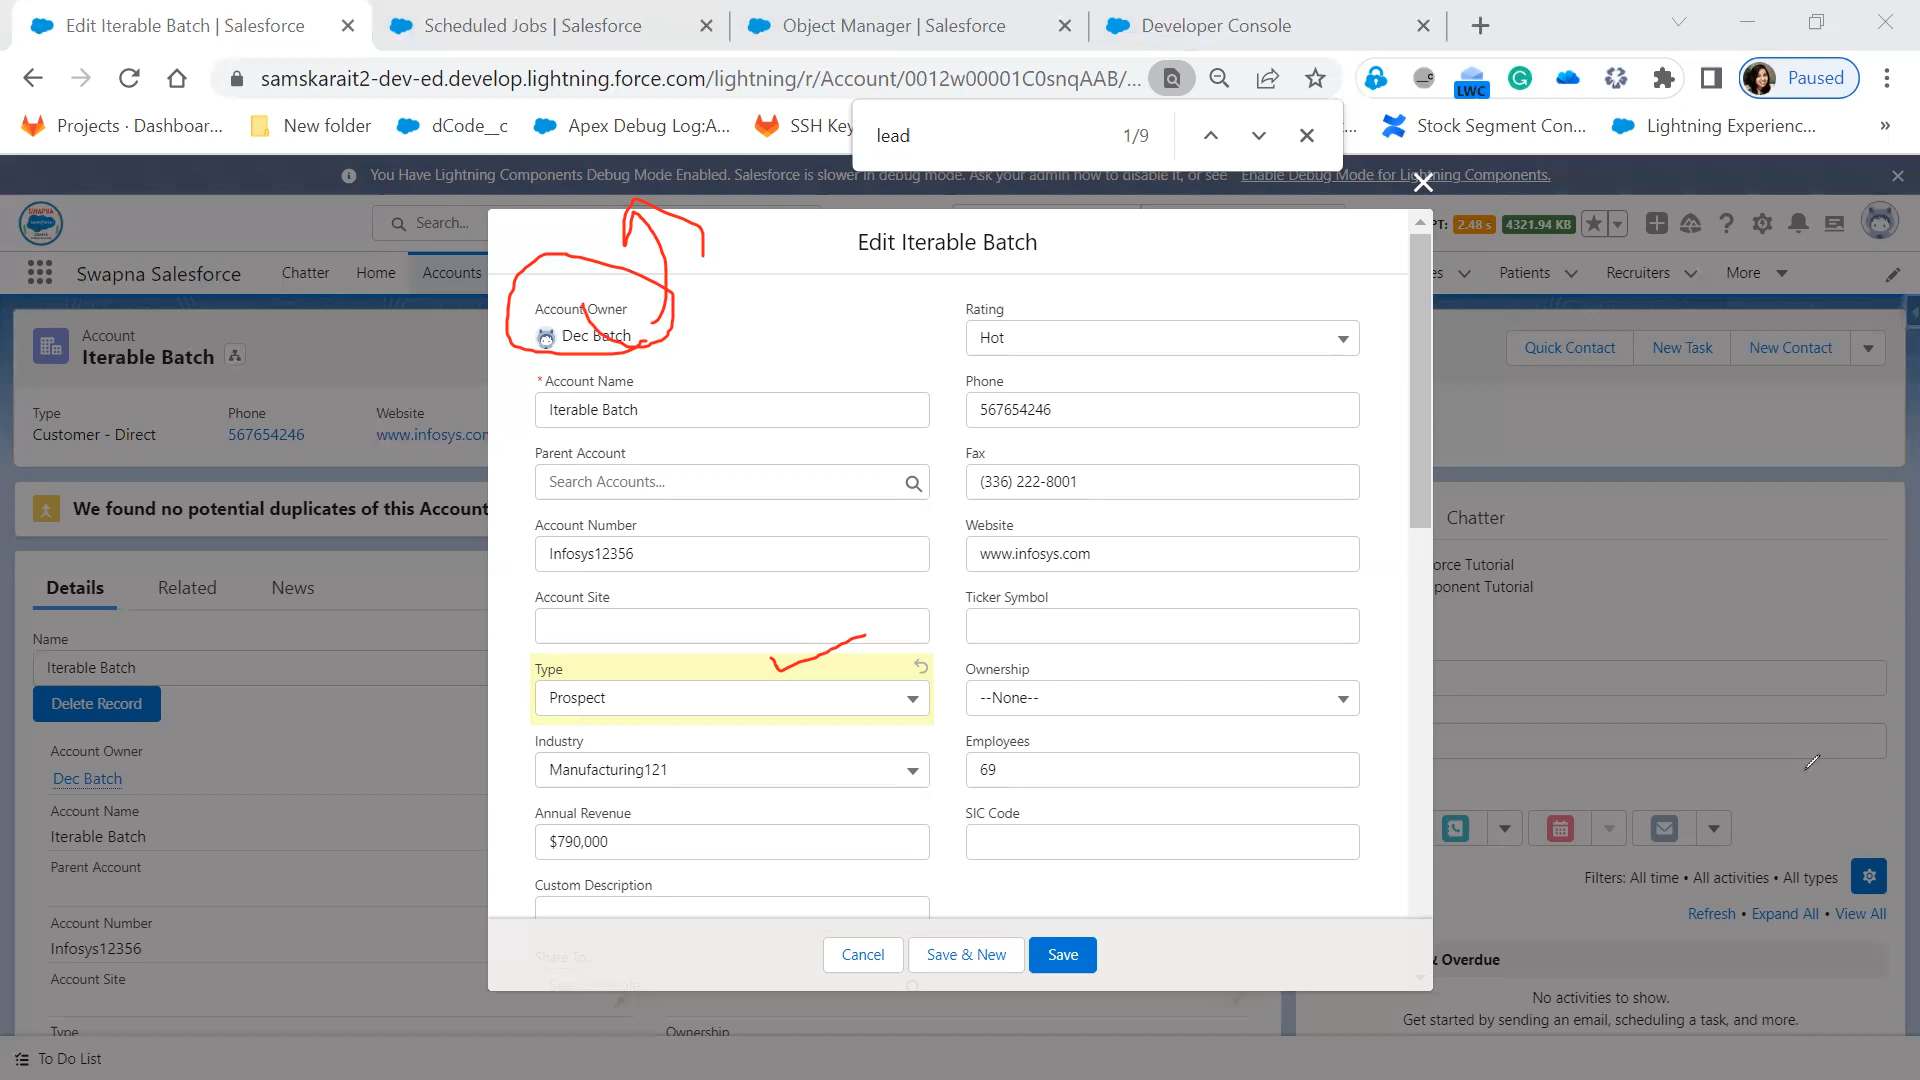 Edit Iterable Batch | Salesforce
Scheduled Jobs | Salesforce
Object Manager | Salesforce
Developer Console
samskarait2-dev-ed.develop.lightning.force.com/lightning/r/Account/0012w00001C0snqAAB/...
LWC
Paused
Projects · Dashboar...
New folder
dCode__c
Apex Debug Log:A...
SSH Key
Stock Segment Con...
Lightning Experienc...
»
lead
1/9
You Have Lightning Components Debug Mode Enabled. Salesforce is slower in debug mode. Ask your admin how to disable it, or see Enable Debug Mode for Lightning Components.
Search...
2.48 s
4321.94 KB
Swapna Salesforce
Chatter
Home
Accounts
Patients
Recruiters
More
Account
Iterable Batch
Quick Contact
New Task
New Contact
Type
Customer - Direct
Phone
567654246
Website
www.infosys.com
We found no potential duplicates of this Account
Details
Related
News
Name
Iterable Batch
Delete Record
Account Owner
Dec Batch
Account Name
Iterable Batch
Parent Account
Account Number
Infosys12356
Account Site
Type
Ownership
To Do List
Edit Iterable Batch
Account Owner
Dec Batch
Rating
Hot
*Account Name
Iterable Batch
Phone
567654246
Parent Account
Search Accounts...
Fax
(336) 222-8001
Account Number
Infosys12356
Website
www.infosys.com
Account Site
Ticker Symbol
Type
Prospect
Ownership
--None--
Industry
Manufacturing121
Employees
69
Annual Revenue
$790,000
SIC Code
Custom Description
Cancel
Save & New
Save
Chatter
orce Tutorial
ponent Tutorial
Filters: All time • All activities • All types
Refresh • Expand All • View All
& Overdue
No activities to show.
Get started by sending an email, scheduling a task, and more.